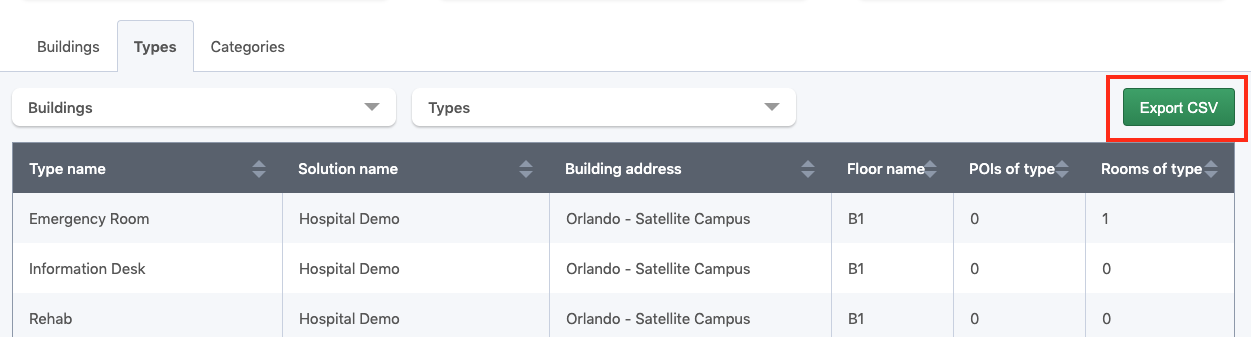 Buildings Types Categories
Buildings Types Export CSV
Type name Solution name Building address Floor name POIs of type Rooms of type
Emergency Room Hospital Demo Orlando - Satellite Campus B1 0 1
Information Desk Hospital Demo Orlando - Satellite Campus B1 0 0
Rehab Hospital Demo Orlando - Satellite Campus B1 0 0